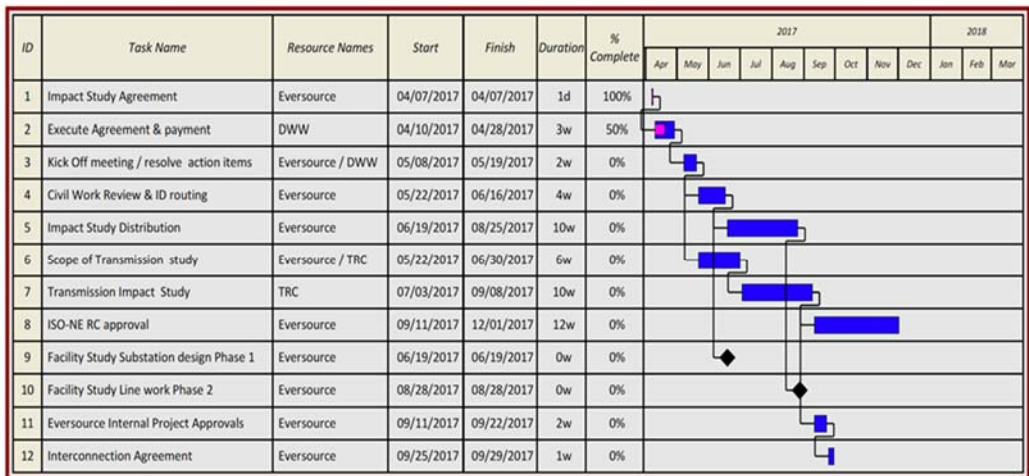 ID Task Name Resource Names Start Finish Duration % Complete 2017 2018
Apr May Jun Jul Aug Sep Oct Nov Dec Jan Feb Mar
1 Impact Study Agreement Eversource 04/07/2017 04/07/2017 1d 100%
2 Execute Agreement & payment DWW 04/10/2017 04/28/2017 3w 50%
3 Kick Off meeting / resolve action items Eversource / DWW 05/08/2017 05/19/2017 2w 0%
4 Civil Work Review & ID routing Eversource 05/22/2017 06/16/2017 4w 0%
5 Impact Study Distribution Eversource 06/19/2017 08/25/2017 10w 0%
6 Scope of Transmission study Eversource / TRC 05/22/2017 06/30/2017 6w 0%
7 Transmission Impact Study TRC 07/03/2017 09/08/2017 10w 0%
8 ISO-NE RC approval Eversource 09/11/2017 12/01/2017 12w 0%
9 Facility Study Substation design Phase 1 Eversource 06/19/2017 06/19/2017 0w 0%
10 Facility Study Line work Phase 2 Eversource 08/28/2017 08/28/2017 0w 0%
11 Eversource Internal Project Approvals Eversource 09/11/2017 09/22/2017 2w 0%
12 Interconnection Agreement Eversource 09/25/2017 09/29/2017 1w 0%